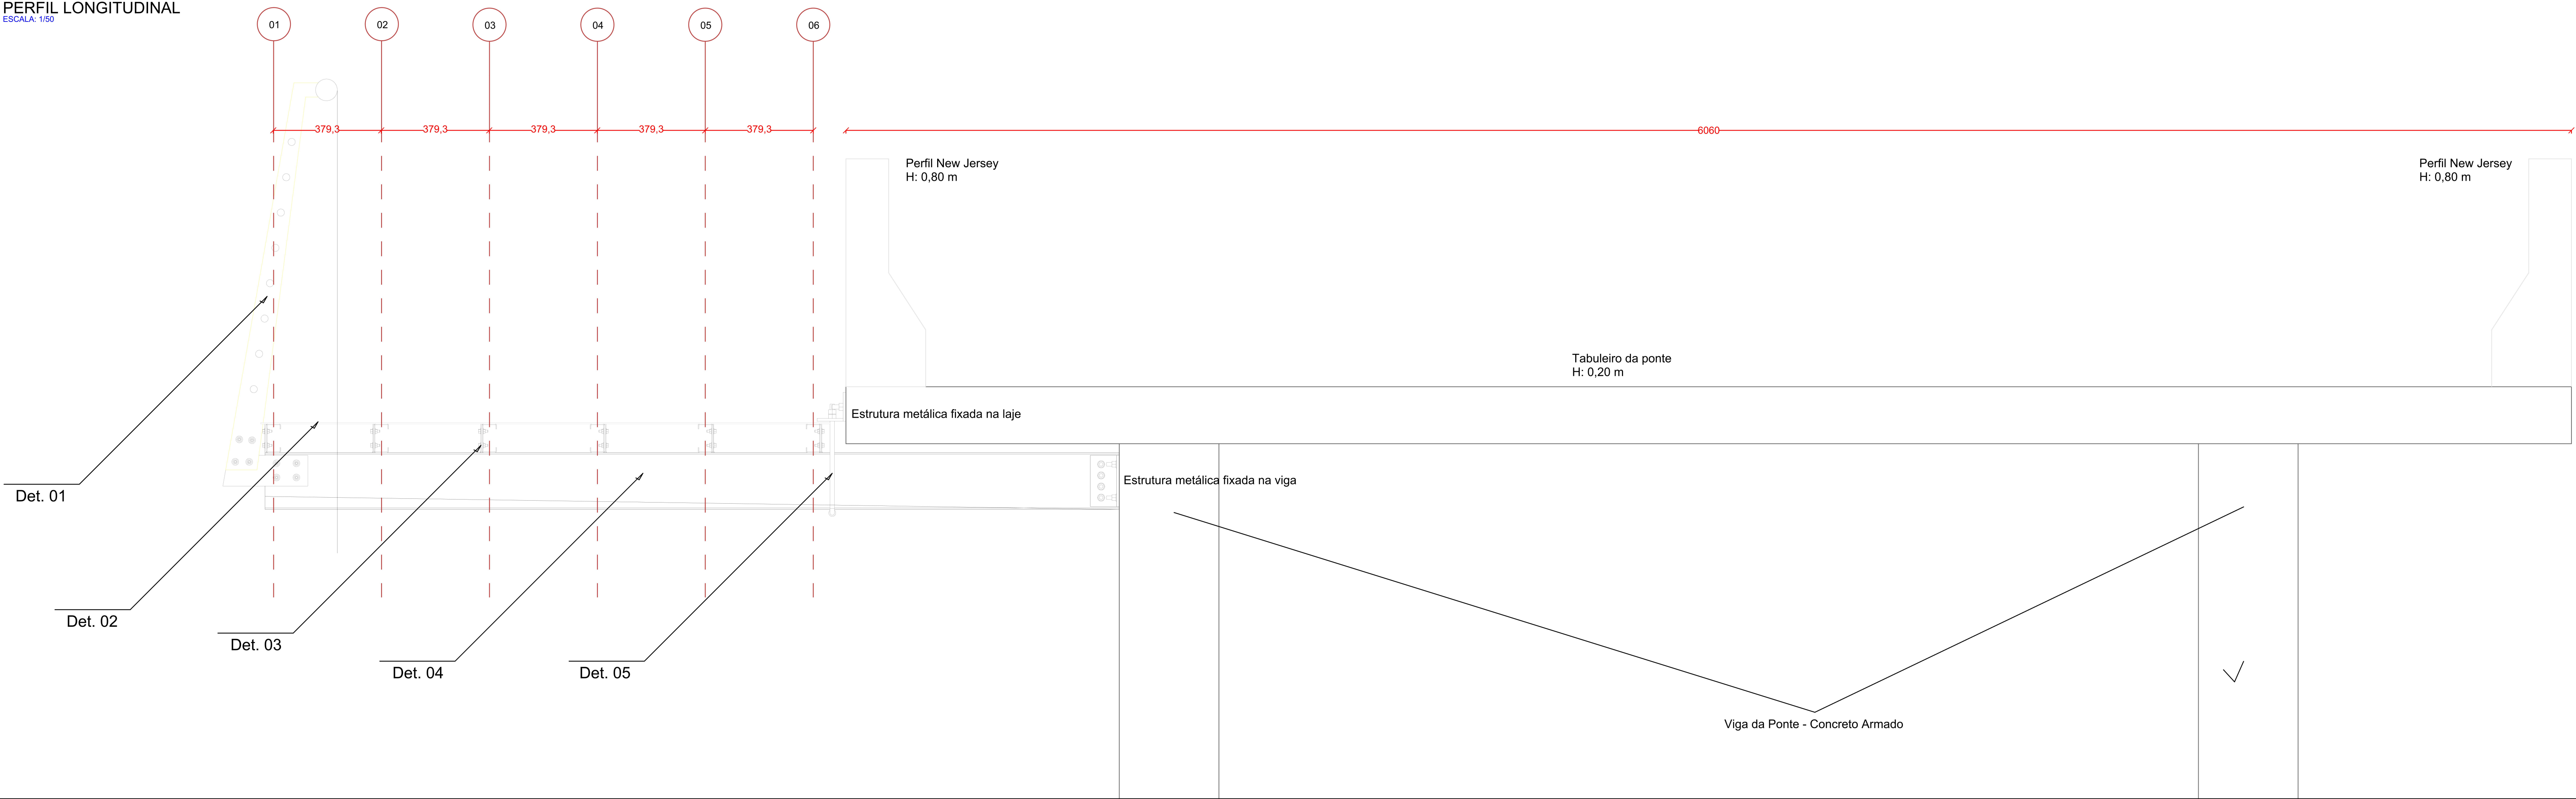 PERFIL LONGITUDINAL
ESCALA: 1/50
01
02
03
04
05
06
379,3
379,3
379,3
379,3
379,3
6060
Perfil New Jersey
H: 0,80 m
Perfil New Jersey
H: 0,80 m
Tabuleiro da ponte
H: 0,20 m
Estrutura metálica fixada na laje
Estrutura metálica fixada na viga
Det. 01
Det. 02
Det. 03
Det. 04
Det. 05
Viga da Ponte - Concreto Armado